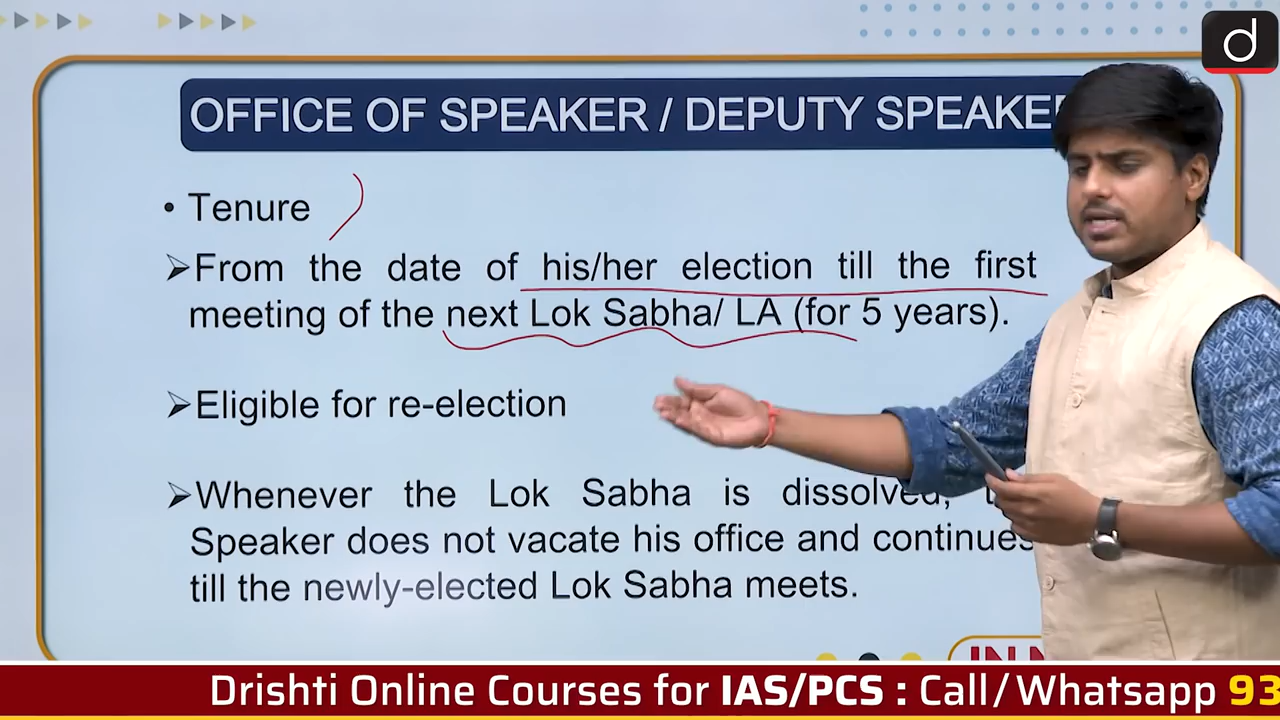 d
OFFICE OF SPEAKER / DEPUTY SPEAKER
• Tenure
➢From the date of his/her election till the first
meeting of the next Lok Sabha/ LA (for 5 years).
➢Eligible for re-election
➢Whenever the Lok Sabha is dissolved,
Speaker does not vacate his office and continues
till the newly-elected Lok Sabha meets.
Drishti Online Courses for IAS/PCS : Call/Whatsapp 93